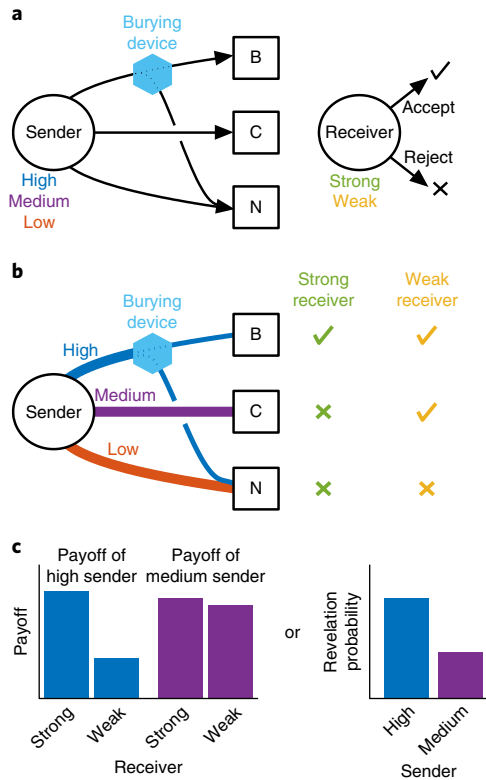 a
Burying
device
B
Sender
C
Receiver
Accept
Reject
High
Medium
Low
N
Strong
Weak
b
Burying
device
Strong
receiver
Weak
receiver
High
B
Medium
Sender
C
Low
N
c
Payoff of
high sender
Payoff of
medium sender
Payoff
or
Revelation
probability
Strong
Weak
Strong
Weak
High
Medium
Receiver
Sender